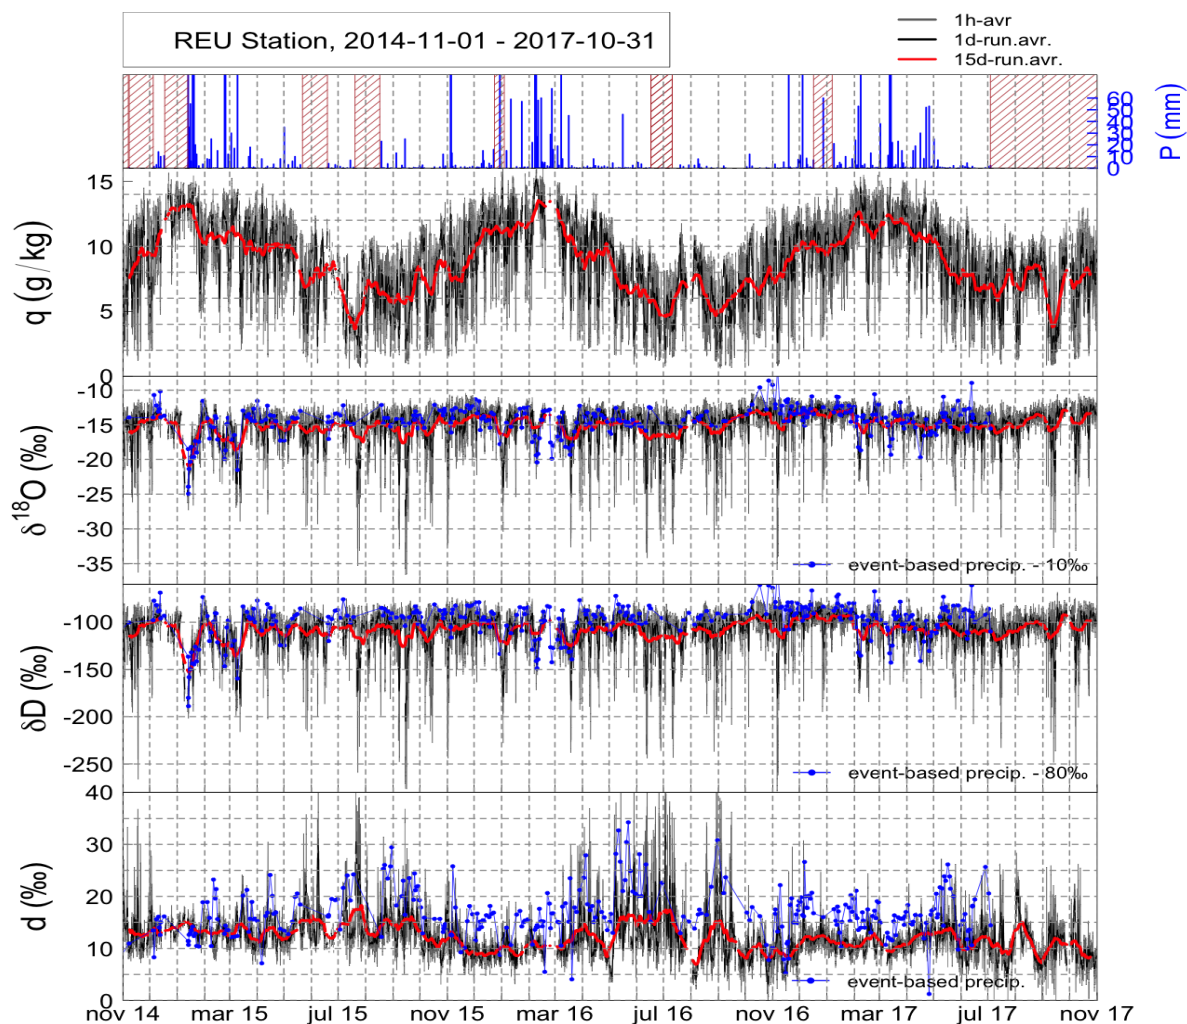 REU Station, 2014-11-01 - 2017-10-31
1h-avr
1d-run.avr.
15d-run.avr.
60
50
40
30
20
10
0
P (mm)
15
10
5
0
q (g/kg)
-10
-15
-20
-25
-30
-35
δ18O (‰)
event-based precip. - 10‰
-100
-150
-200
-250
δD (‰)
event-based precip. - 80‰
40
30
20
10
0
d (‰)
event-based precip.
nov 14 mar 15 jul 15 nov 15 mar 16 jul 16 nov 16 mar 17 jul 17 nov 17